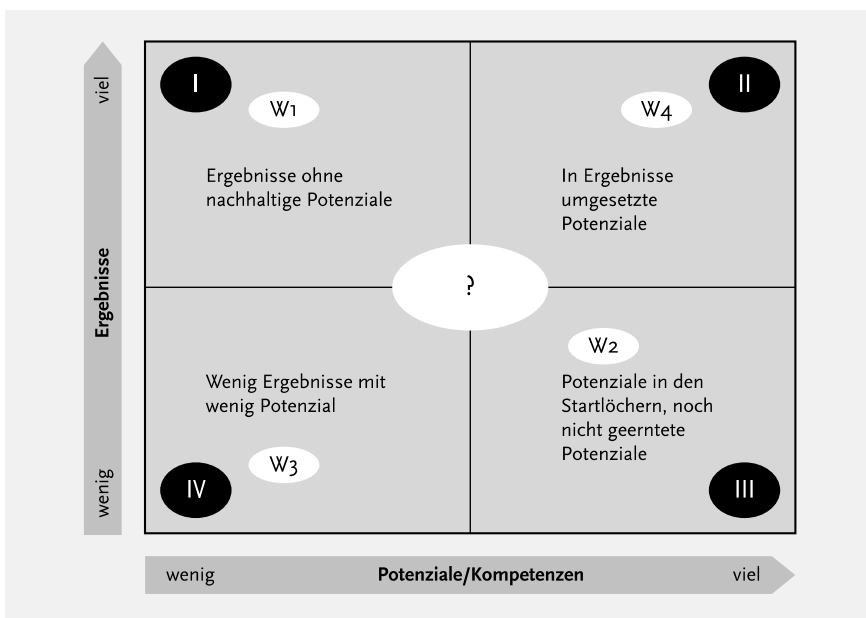 viel
Ergebnisse
wenig
I
W1
Ergebnisse ohne
nachhaltige Potenziale
II
W4
In Ergebnisse
umgesetzte
Potenziale
?
Wenig Ergebnisse mit
wenig Potenzial
W3
IV
W2
Potenziale in den
Startlöchern, noch
nicht geerntete
Potenziale
III
wenig Potenziale/Kompetenzen viel